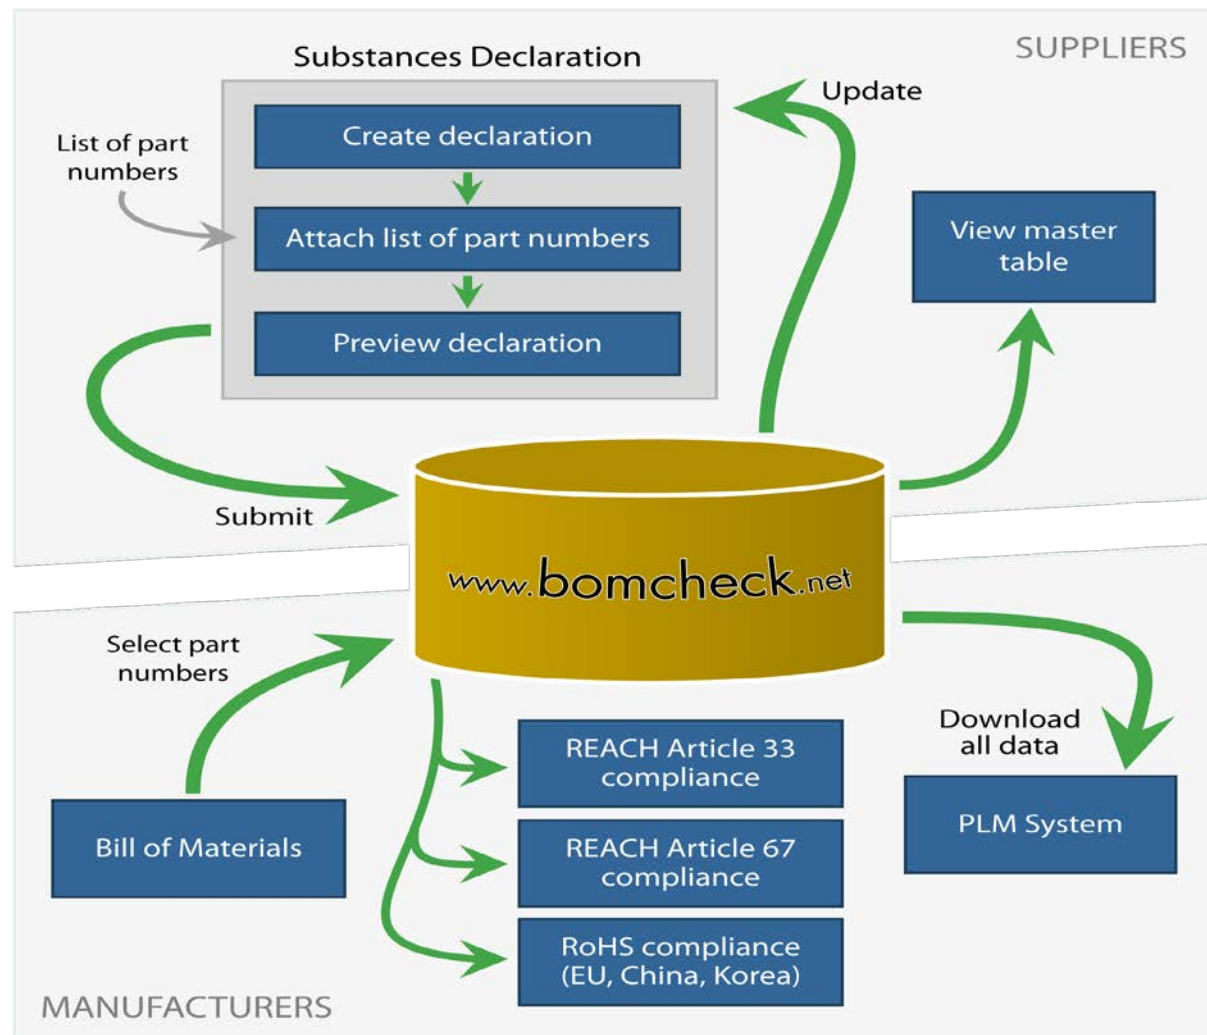 SUPPLIERS
Substances Declaration
Create declaration
List of part
numbers
Attach list of part numbers
Preview declaration
Update
View master
table
Submit
www.bomcheck.net
Select part
numbers
Bill of Materials
REACH Article 33
compliance
REACH Article 67
compliance
RoHS compliance
(EU, China, Korea)
Download
all data
PLM System
MANUFACTURERS